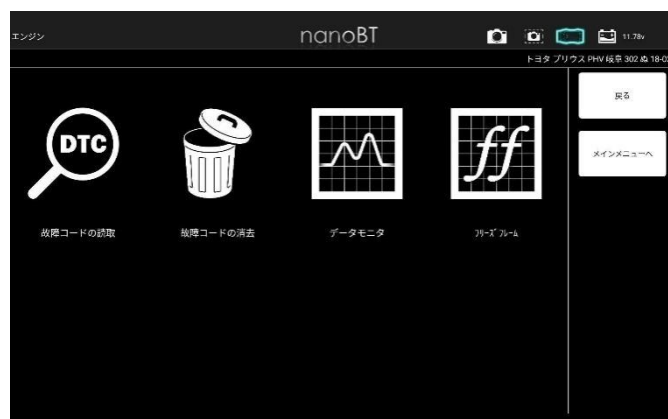 エンジン
nanoBT
11.78v
トヨタ プリウス PHV 岐阜 302 ぬ 18-0
戻る
メインメニューへ
DTC
ff
故障コードの読取
故障コードの消去
データモニタ
フリーズフレーム